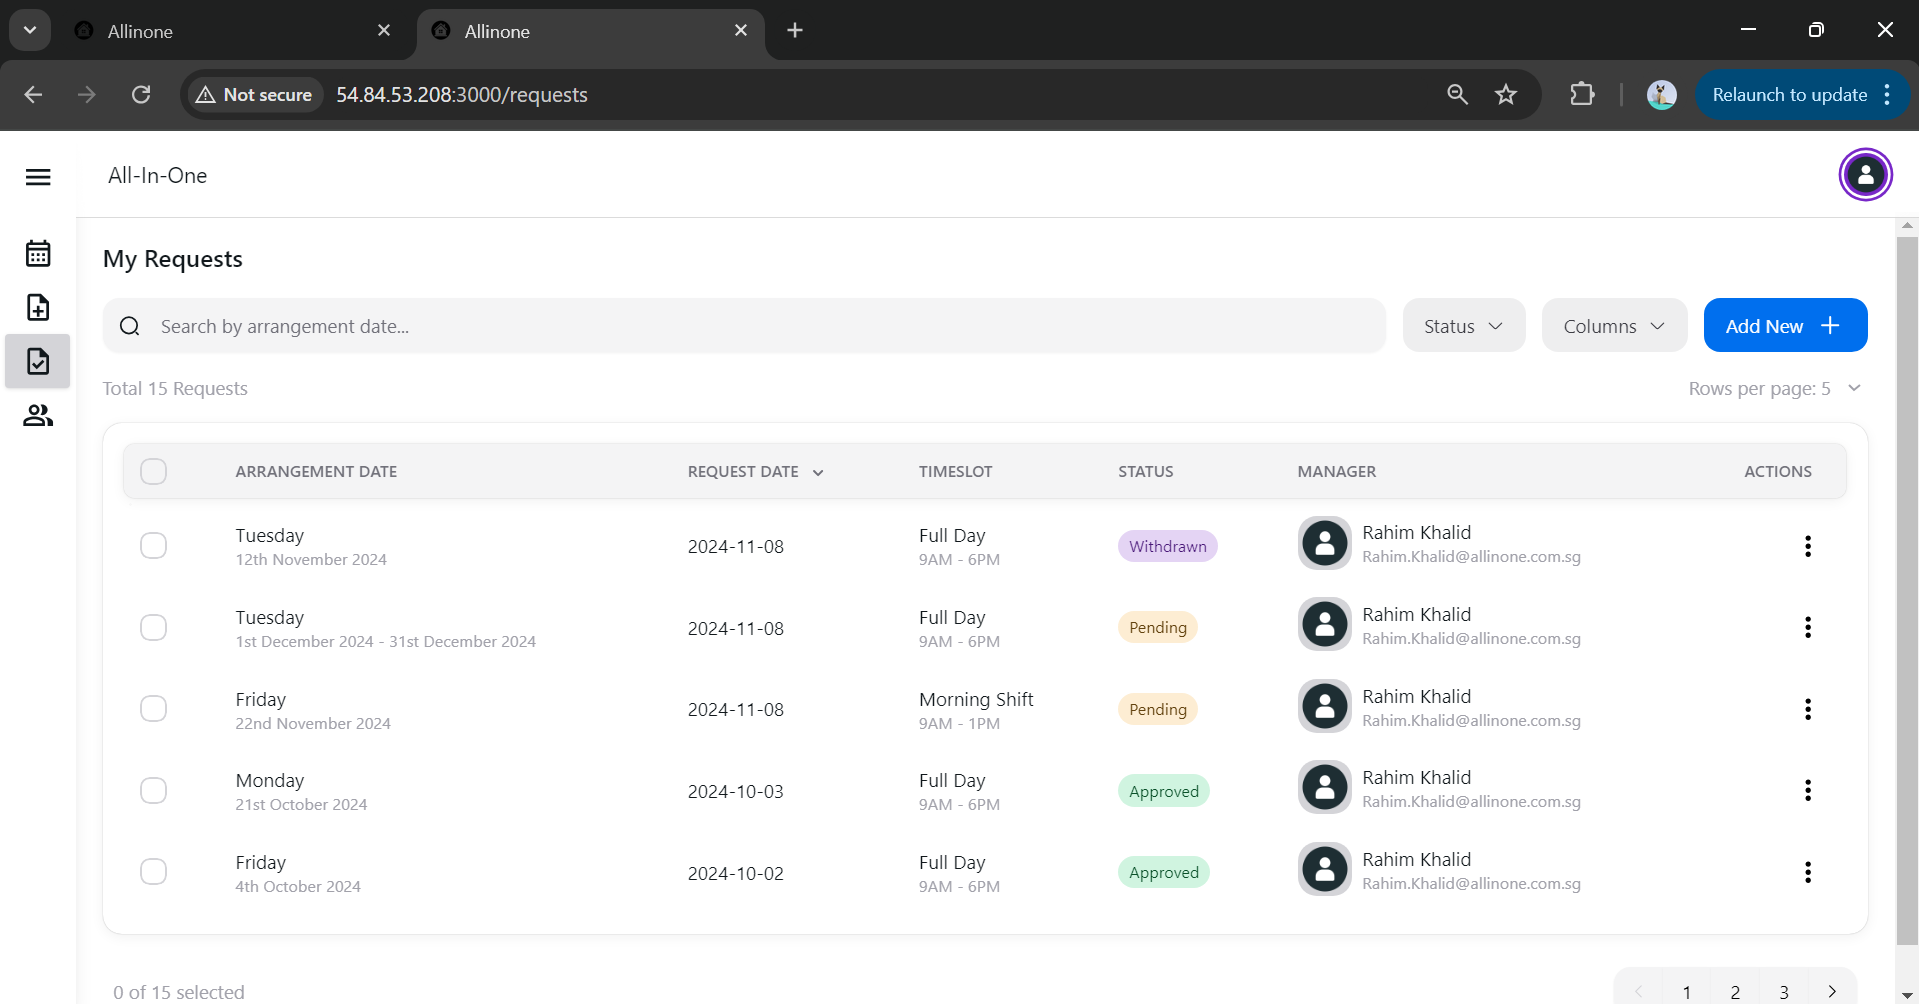 Allinone
Allinone
Not secure
54.84.53.208:3000/requests
Relaunch to update
All-In-One
My Requests
Search by arrangement date...
Status
Columns
Add New
Total 15 Requests
Rows per page: 5
ARRANGEMENT DATE REQUEST DATE TIMESLOT STATUS MANAGER ACTIONS
Tuesday
12th November 2024
2024-11-08
Full Day
9AM - 6PM
Withdrawn
Rahim Khalid
Rahim.Khalid@allinone.com.sg
Tuesday
1st December 2024 - 31st December 2024
2024-11-08
Full Day
9AM - 6PM
Pending
Rahim Khalid
Rahim.Khalid@allinone.com.sg
Friday
22nd November 2024
2024-11-08
Morning Shift
9AM - 1PM
Pending
Rahim Khalid
Rahim.Khalid@allinone.com.sg
Monday
21st October 2024
2024-10-03
Full Day
9AM - 6PM
Approved
Rahim Khalid
Rahim.Khalid@allinone.com.sg
Friday
4th October 2024
2024-10-02
Full Day
9AM - 6PM
Approved
Rahim Khalid
Rahim.Khalid@allinone.com.sg
0 of 15 selected
1 2 3